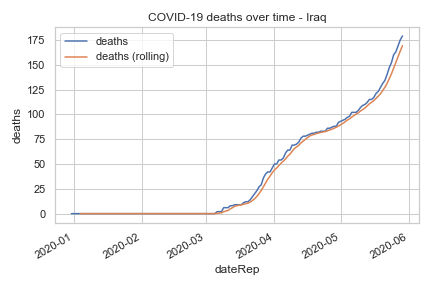 COVID-19 deaths over time - Iraq
deaths
deaths (rolling)
175
150
125
100
75
50
25
0
deaths
2020-01
2020-02
2020-03
2020-04
2020-05
2020-06
dateRep